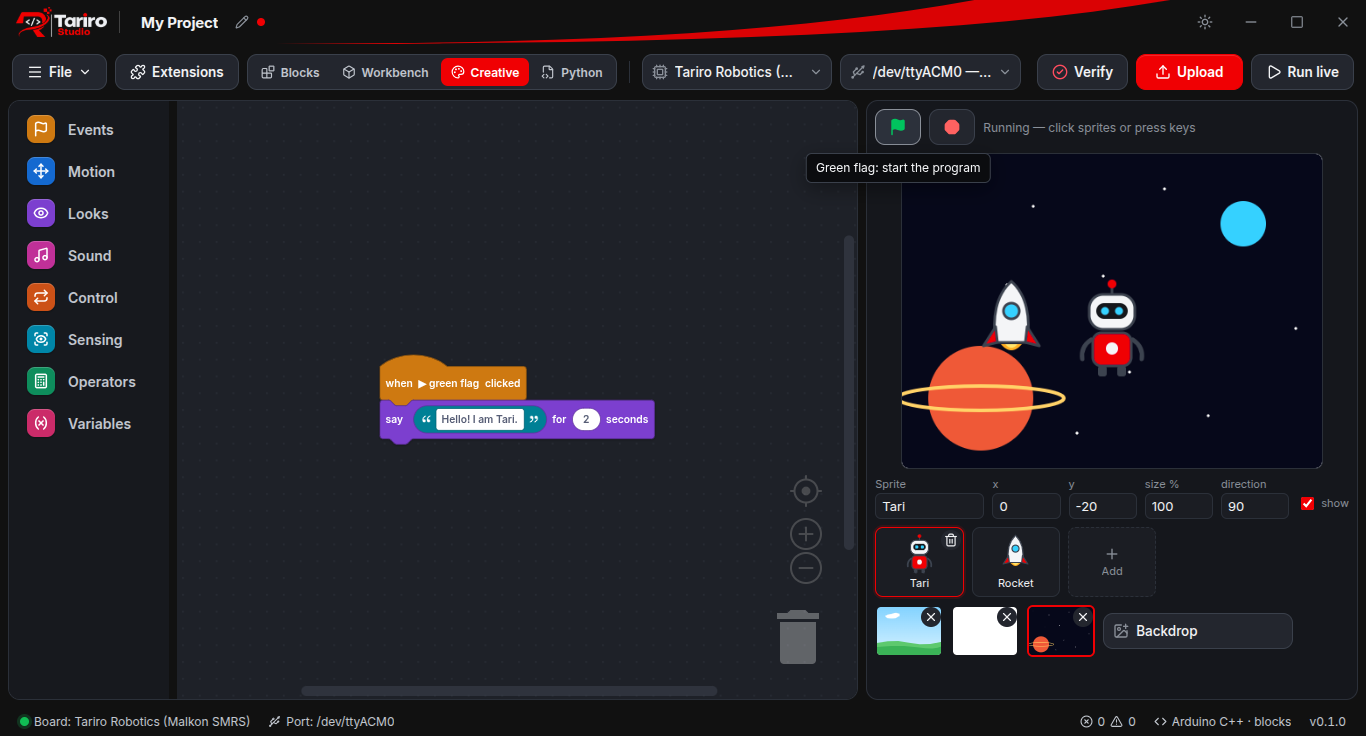 Tariro
Studio
My Project
File
Extensions
Blocks
Workbench
Creative
Python
Tariro Robotics (...
/dev/ttyACM0 —...
Verify
Upload
Run live
Events
Motion
Looks
Sound
Control
Sensing
Operators
Variables
when ▶ green flag clicked
say “ Hello! I am Tari. ” for 2 seconds
Running — click sprites or press keys
Green flag: start the program
Sprite x y size % direction
Tari 0 -20 100 90 show
Tari
Rocket
Add
Backdrop
Board: Tariro Robotics (Malkon SMRS)
Port: /dev/ttyACM0
0 0
Arduino C++ · blocks
v0.1.0